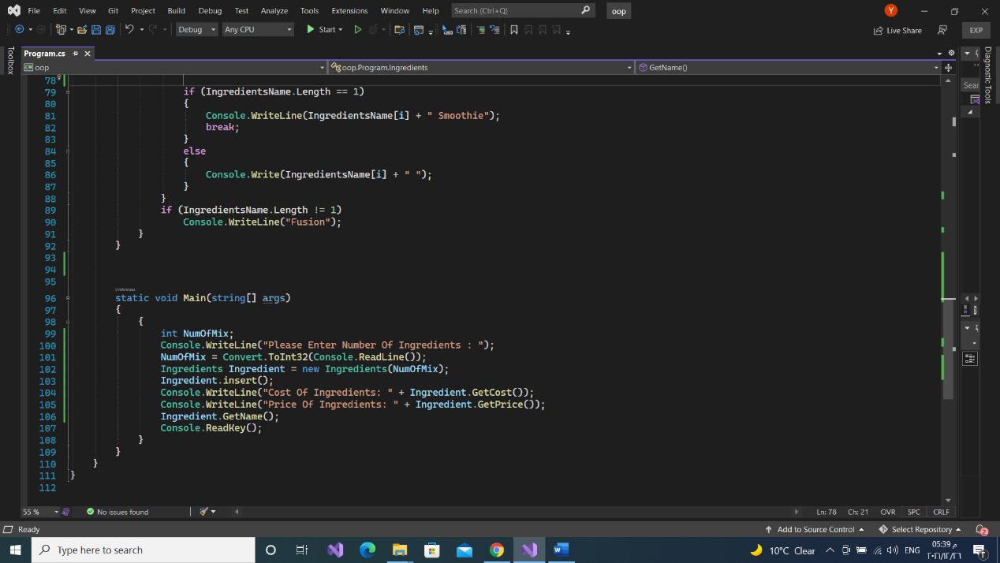 File Edit View Git Project Build Debug Test Analyze Tools Extensions Window Help Search (Ctrl+Q) oop Y
Debug Any CPU Start Live Share EXP
Toolbox
Program.cs
oop oop.Program.Ingredients GetName()
Diagnostic Tools
Sear
78
79 if (IngredientsName.Length == 1)
80 {
81 Console.WriteLine(IngredientsName[i] + " Smoothie");
82 break;
83 }
84 else
85 {
86 Console.Write(IngredientsName[i] + " ");
87 }
88 }
89 if (IngredientsName.Length != 1)
90 Console.WriteLine("Fusion");
91 }
92 }
93
94
95
0 references
96 static void Main(string[] args)
97 {
98 {
99 int NumOfMix;
100 Console.WriteLine("Please Enter Number Of Ingredients : ");
101 NumOfMix = Convert.ToInt32(Console.ReadLine());
102 Ingredients Ingredient = new Ingredients(NumOfMix);
103 Ingredient.insert();
104 Console.WriteLine("Cost Of Ingredients: " + Ingredient.GetCost());
105 Console.WriteLine("Price Of Ingredients: " + Ingredient.GetPrice());
106 Ingredient.GetName();
107 Console.ReadKey();
108 }
109 }
110 }
111 }
112
55 % No issues found Ln: 78 Ch: 21 OVR SPC CRLF
Ready Add to Source Control Select Repository 2
Type here to search 10°C Clear ENG 05:39 م
٢٠٢١/١٢/٢٦